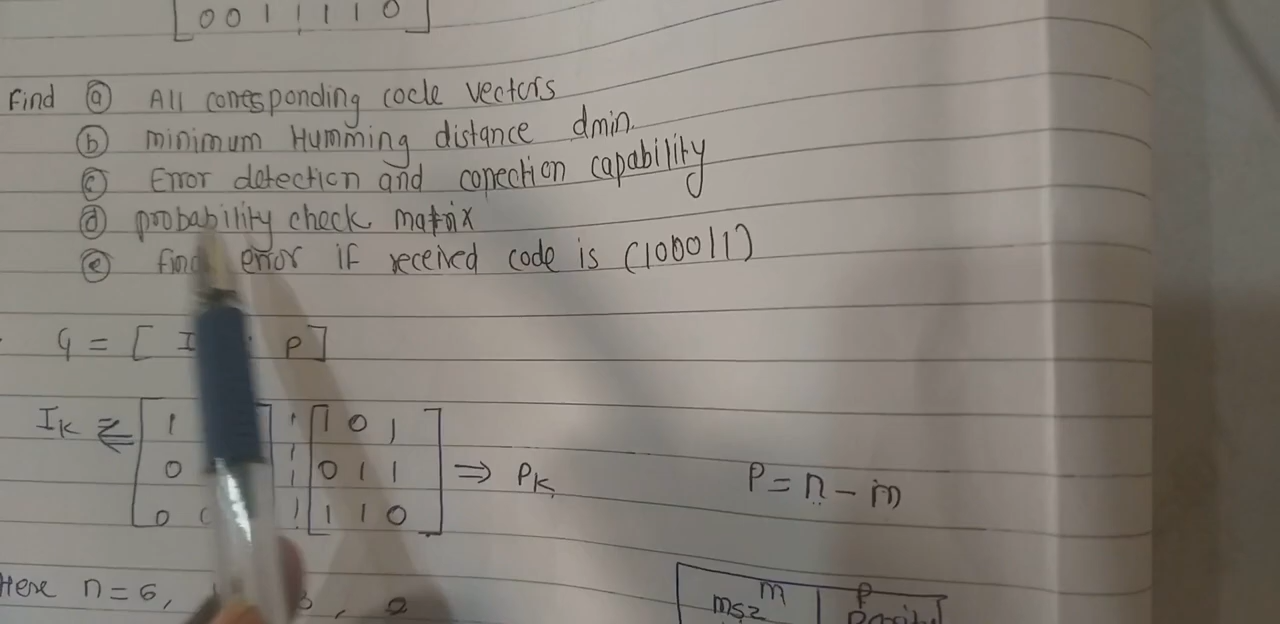 0 0 1 1 1 1 0
Find (a) All corresponding code vectors
(b) minimum Humming distance dmin.
(c) Error detection and correction capability
(d) probability check matrix
(e) find error if received code is (100011)
G = [ I P]
IK 1 1 0 1
0 0 1 1 ⇒ PK P = n - m
0 1 1 0
Here n = 6,
m P
msz Parity